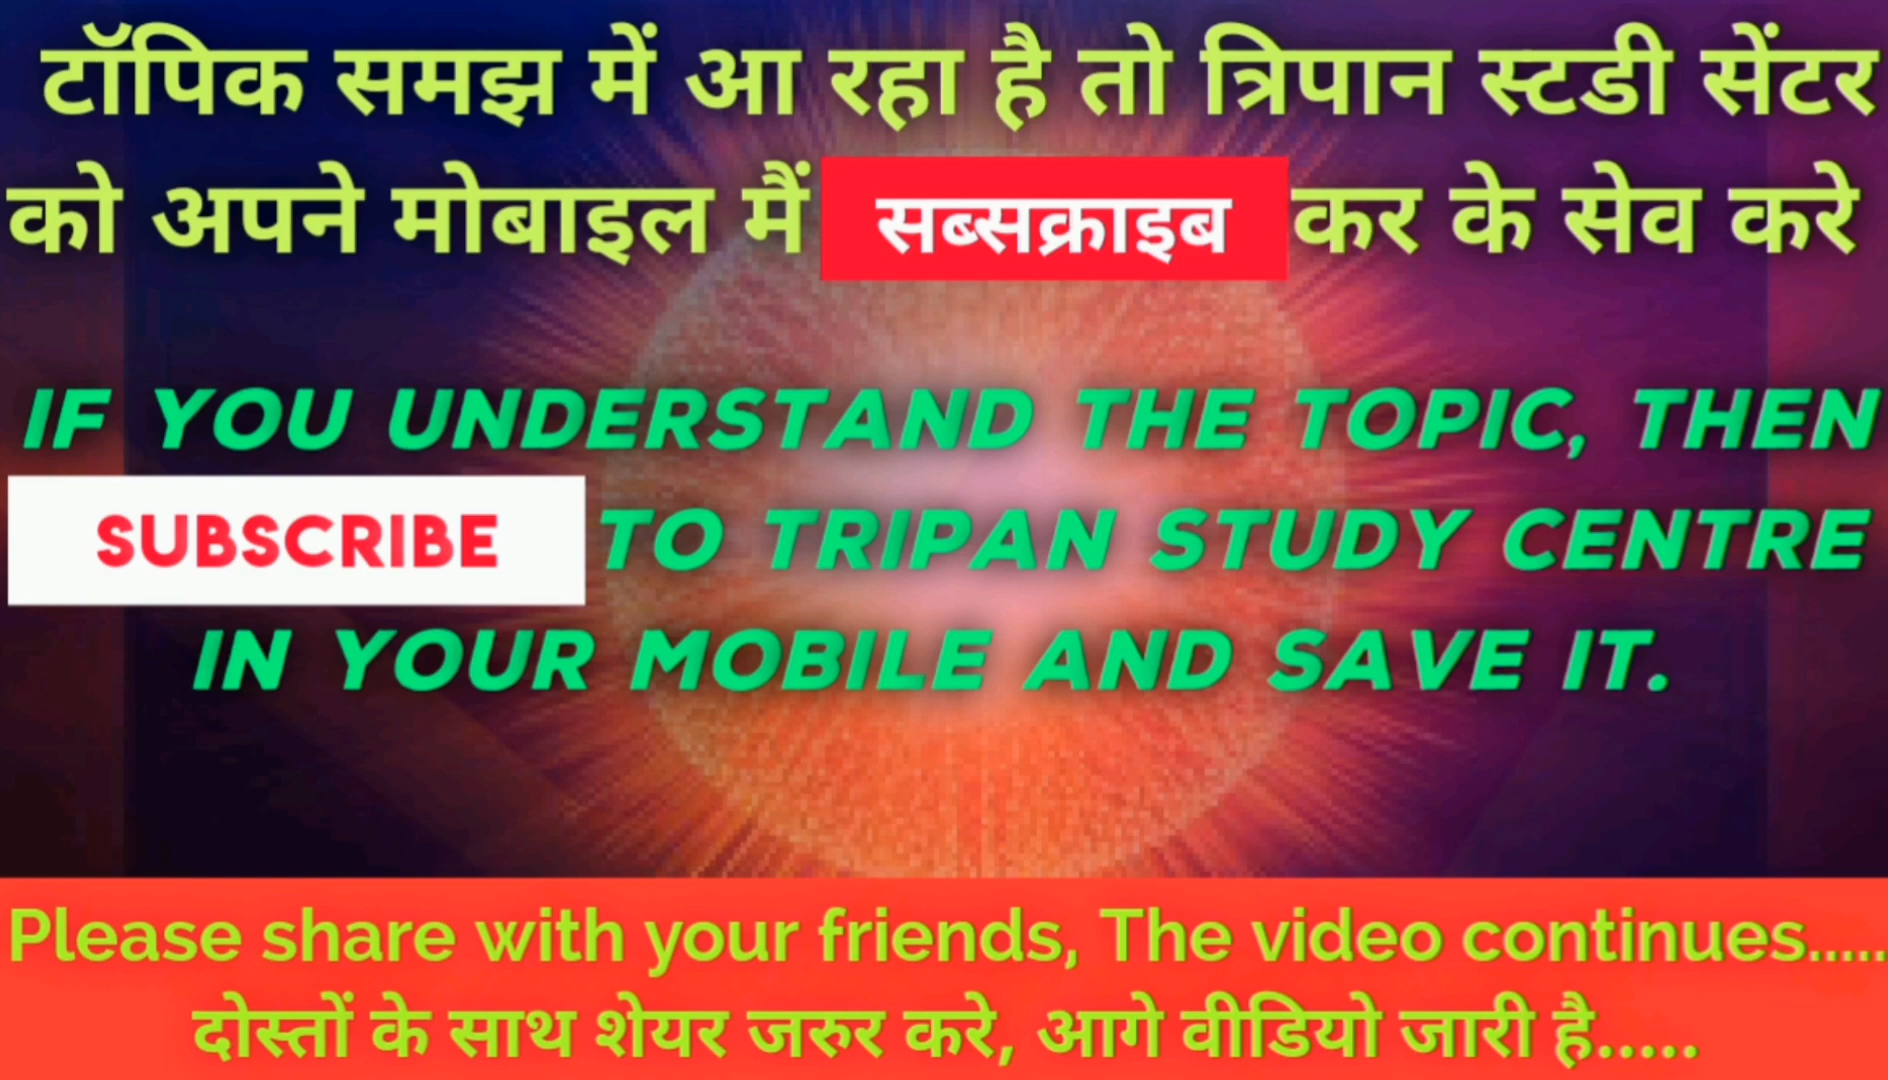 टॉपिक समझ में आ रहा है तो त्रिपान स्टडी सेंटर
को अपने मोबाइल मैं सब्सक्राइब कर के सेव करे
IF YOU UNDERSTAND THE TOPIC, THEN
SUBSCRIBE TO TRIPAN STUDY CENTRE
IN YOUR MOBILE AND SAVE IT.
Please share with your friends, The video continues.....
दोस्तों के साथ शेयर जरुर करे, आगे वीडियो जारी है.....